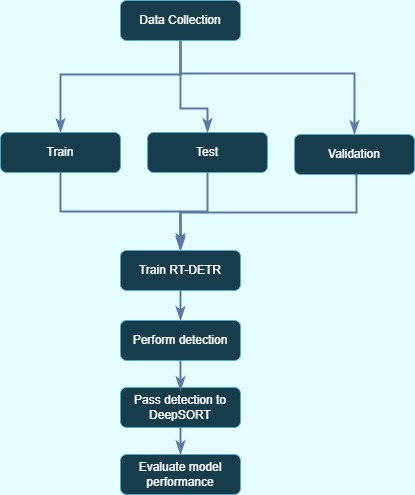 Data Collection
Train
Test
Validation
Train RT-DETR
Perform detection
Pass detection to
DeepSORT
Evaluate model
performance